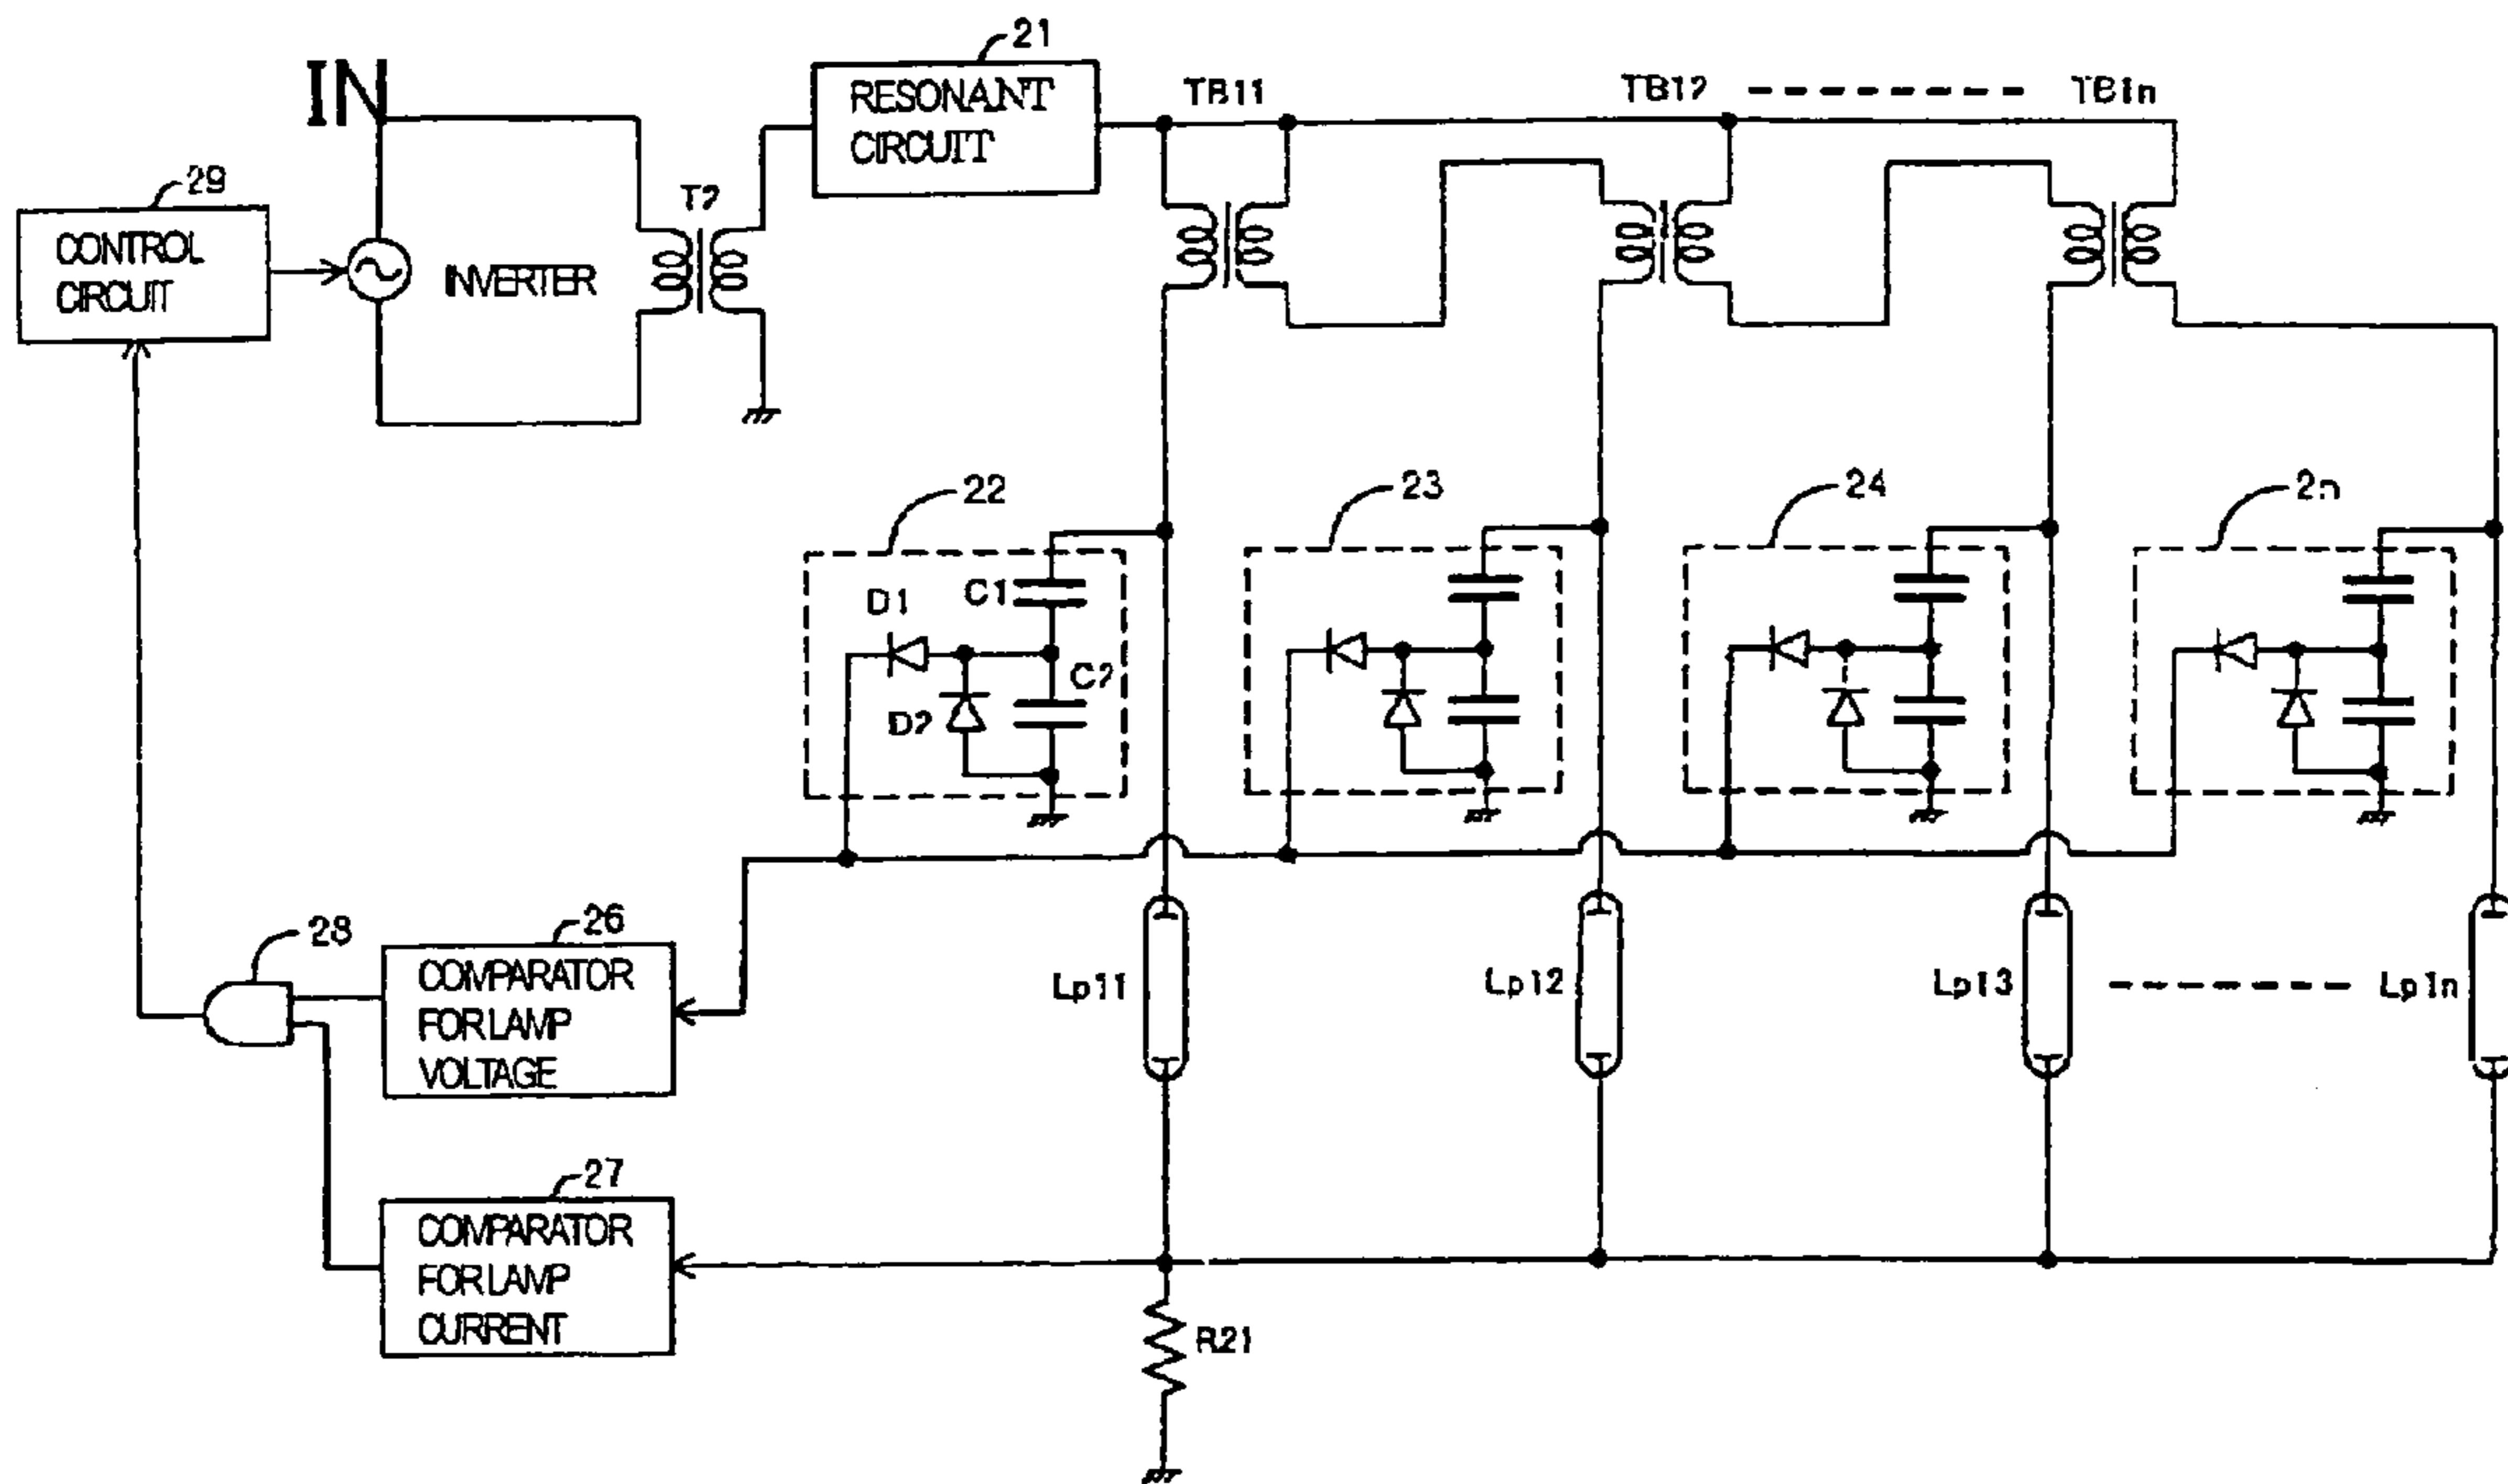 21
IN
RESONANT
CIRCUIT
TB11
TB12
TB1n
29
T2
CONTROL
CIRCUIT
INVERTER
22
23
24
2n
D1
C1
C2
D2
28
26
COMPARATOR
FOR LAMP
VOLTAGE
Lp11
Lp12
Lp13
Lp1n
27
COMPARATOR
FOR LAMP
CURRENT
R21